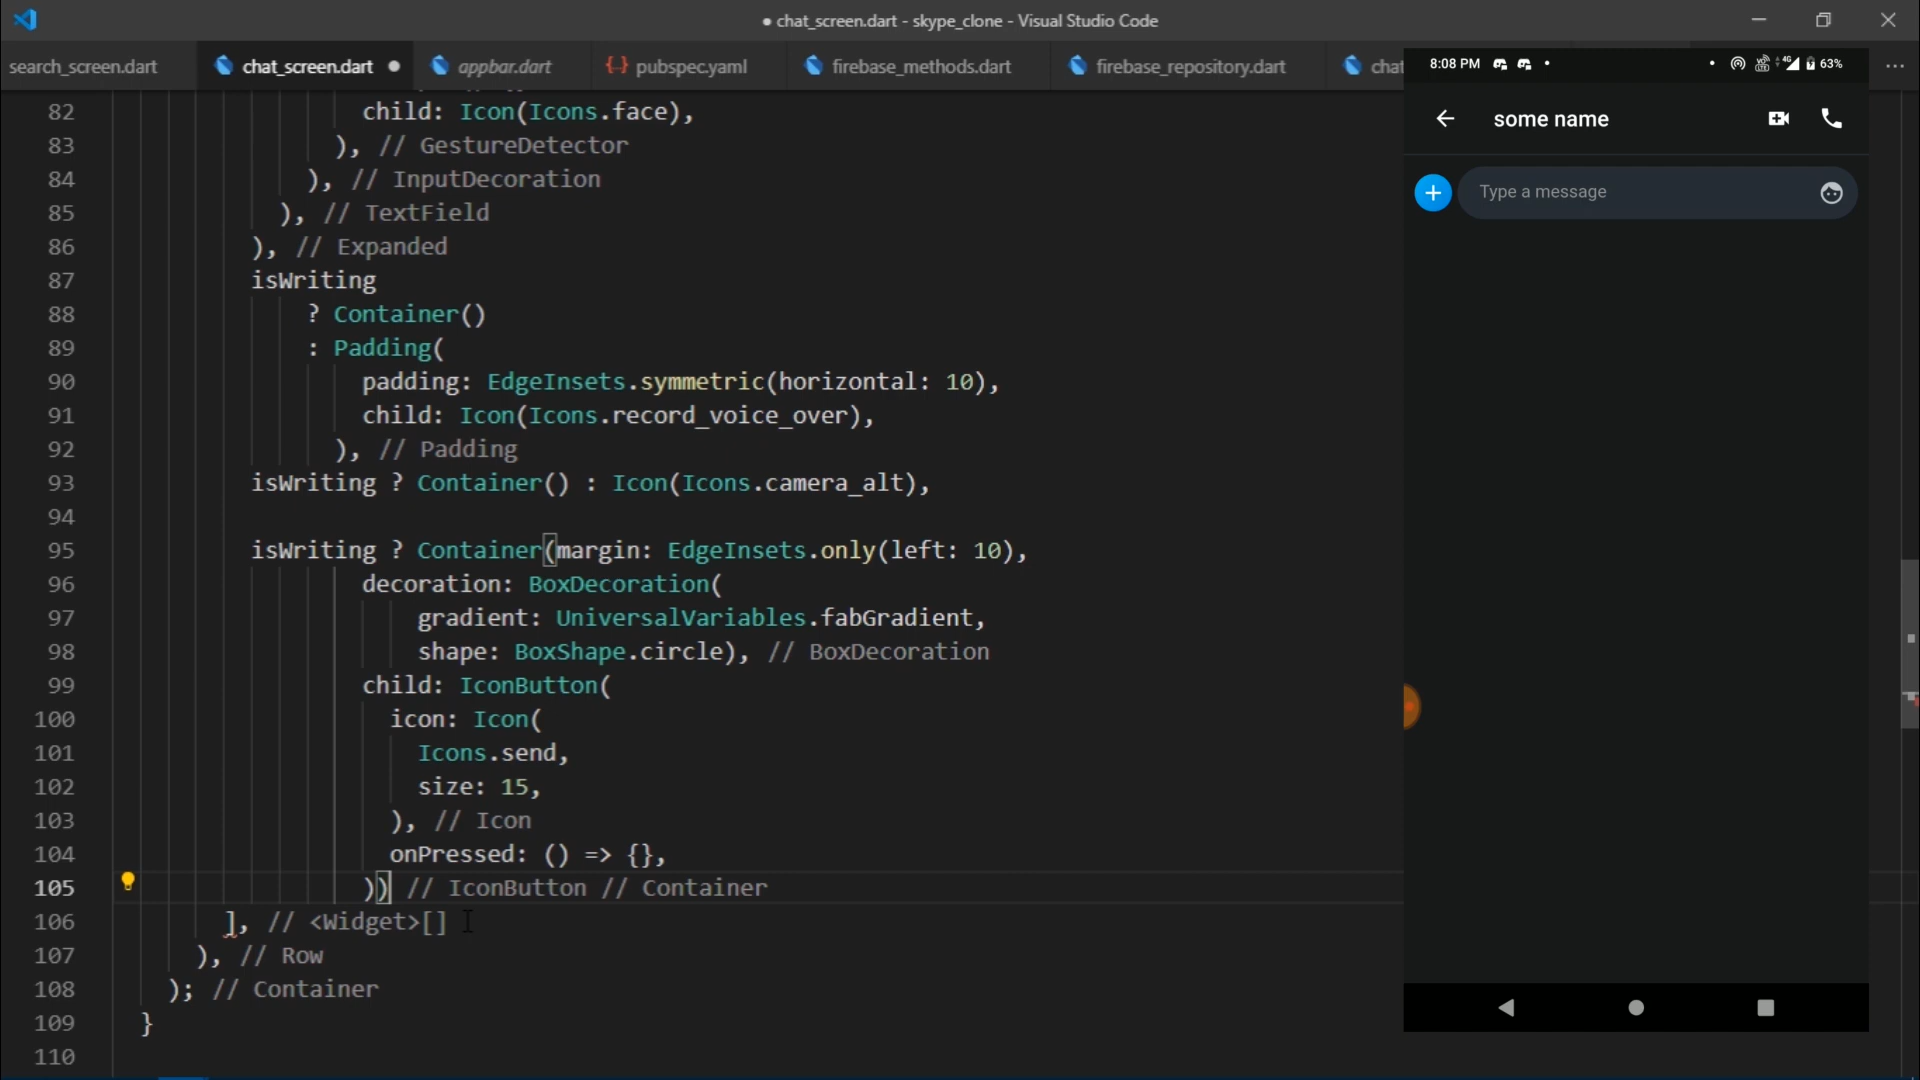 ● chat_screen.dart - skype_clone - Visual Studio Code
search_screen.dart
chat_screen.dart ●
appbar.dart
{} pubspec.yaml
firebase_methods.dart
firebase_repository.dart
chat
82 child: Icon(Icons.face),
83 ), // GestureDetector
84 ), // InputDecoration
85 ), // TextField
86 ), // Expanded
87 isWriting
88 ? Container()
89 : Padding(
90 padding: EdgeInsets.symmetric(horizontal: 10),
91 child: Icon(Icons.record_voice_over),
92 ), // Padding
93 isWriting ? Container() : Icon(Icons.camera_alt),
94
95 isWriting ? Container(margin: EdgeInsets.only(left: 10),
96 decoration: BoxDecoration(
97 gradient: UniversalVariables.fabGradient,
98 shape: BoxShape.circle), // BoxDecoration
99 child: IconButton(
100 icon: Icon(
101 Icons.send,
102 size: 15,
103 ), // Icon
104 onPressed: () => {},
105 )) // IconButton // Container
106 ], // <Widget>[]
107 ), // Row
108 ); // Container
109 }
110
8:08 PM
4G
63%
some name
Type a message